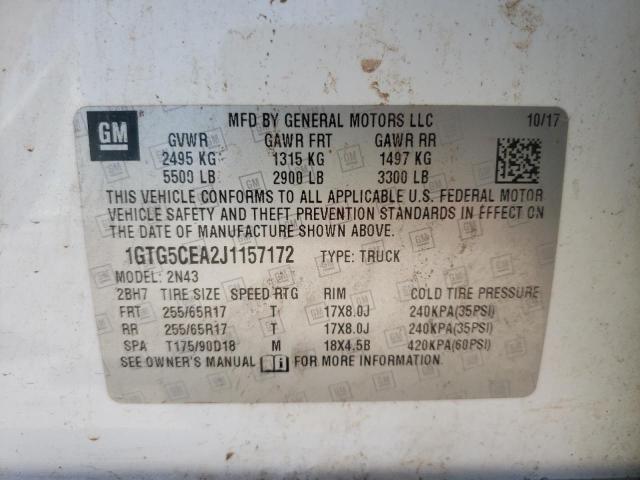 GM MFD BY GENERAL MOTORS LLC 10/17
GVWR GAWR FRT GAWR RR
2495 KG 1315 KG 1497 KG
5500 LB 2900 LB 3300 LB
THIS VEHICLE CONFORMS TO ALL APPLICABLE U.S. FEDERAL MOTOR
VEHICLE SAFETY AND THEFT PREVENTION STANDARDS IN EFFECT ON
THE DATE OF MANUFACTURE SHOWN ABOVE.
1GTG5CEA2J1157172 TYPE: TRUCK
MODEL: 2N43
2BH7 TIRE SIZE SPEED RTG RIM COLD TIRE PRESSURE
FRT 255/65R17 T 17X8.0J 240KPA(35PSI)
RR 255/65R17 T 17X8.0J 240KPA(35PSI)
SPA T175/90D18 M 18X4.5B 420KPA(60PSI)
SEE OWNER'S MANUAL i FOR MORE INFORMATION